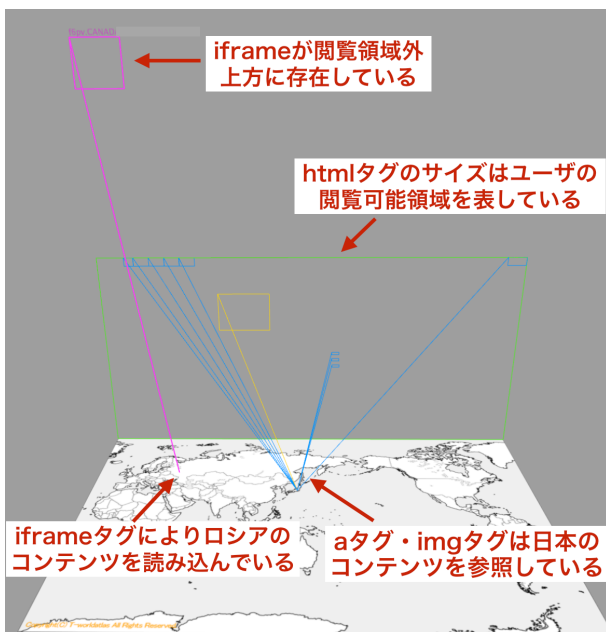 iframeが閲覧領域外
上方に存在している
htmlタグのサイズはユーザの
閲覧可能領域を表している
iframeタグによりロシアの
コンテンツを読み込んでいる
aタグ・imgタグは日本の
コンテンツを参照している
Copyright(C) T-worldatlas All Rights Reserved